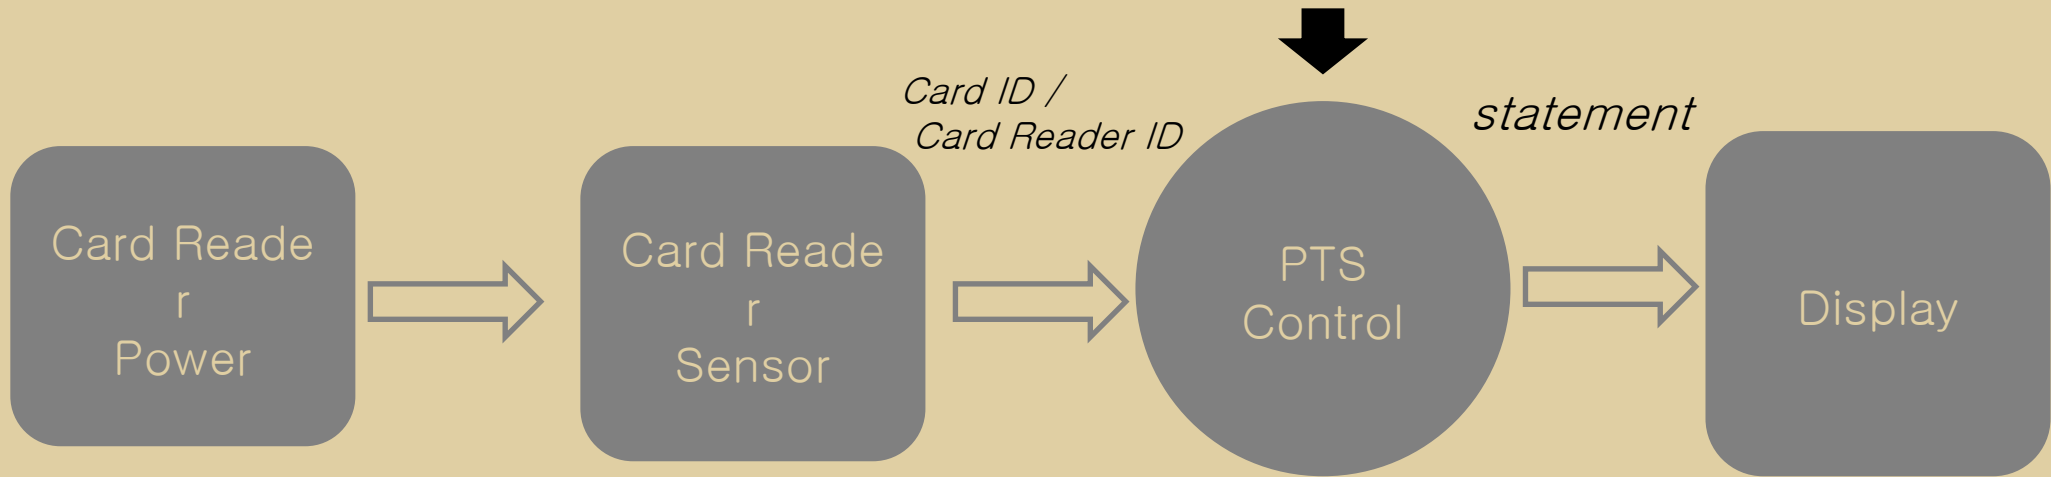 Card ID /
Card Reader ID
statement
Card Reade
r
Power
Card Reade
r
Sensor
PTS
Control
Display